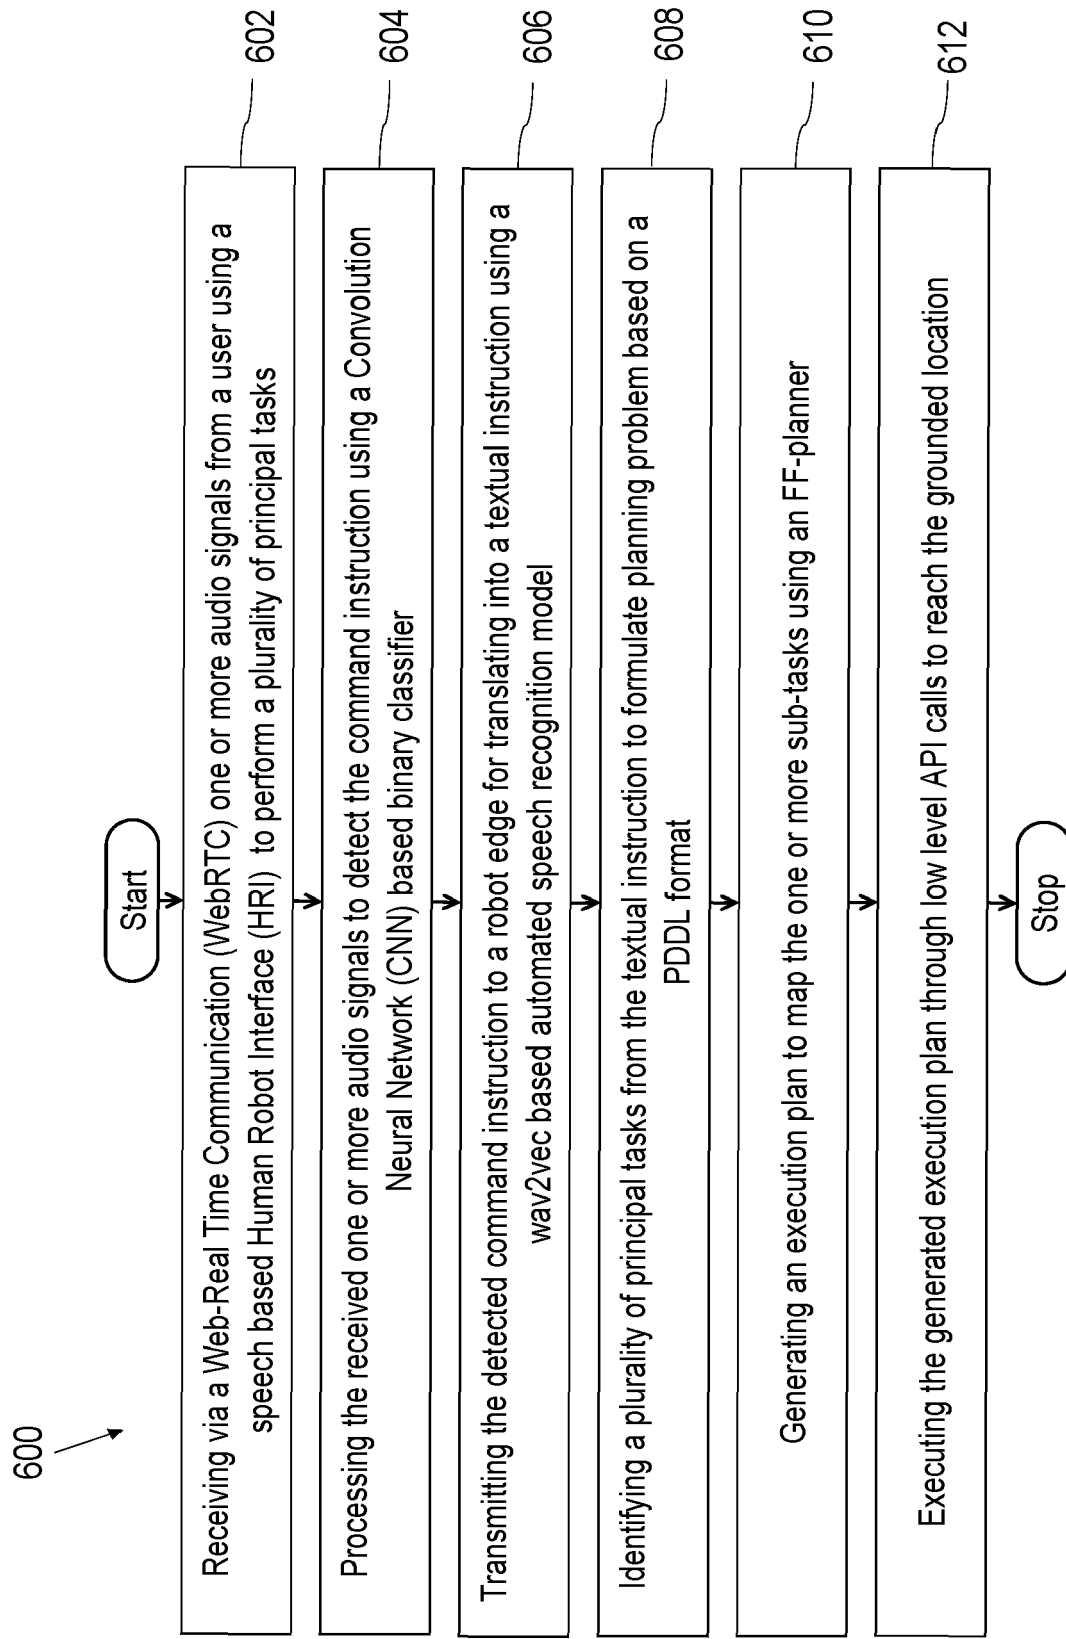 600
Start
Receiving via a Web-Real Time Communication (WebRTC) one or more audio signals from a user using a
speech based Human Robot Interface (HRI) to perform a plurality of principal tasks
602
Processing the received one or more audio signals to detect the command instruction using a Convolution
Neural Network (CNN) based binary classifier
604
Transmitting the detected command instruction to a robot edge for translating into a textual instruction using a
wav2vec based automated speech recognition model
606
Identifying a plurality of principal tasks from the textual instruction to formulate planning problem based on a
PDDL format
608
Generating an execution plan to map the one or more sub-tasks using an FF-planner
610
Executing the generated execution plan through low level API calls to reach the grounded location
612
Stop